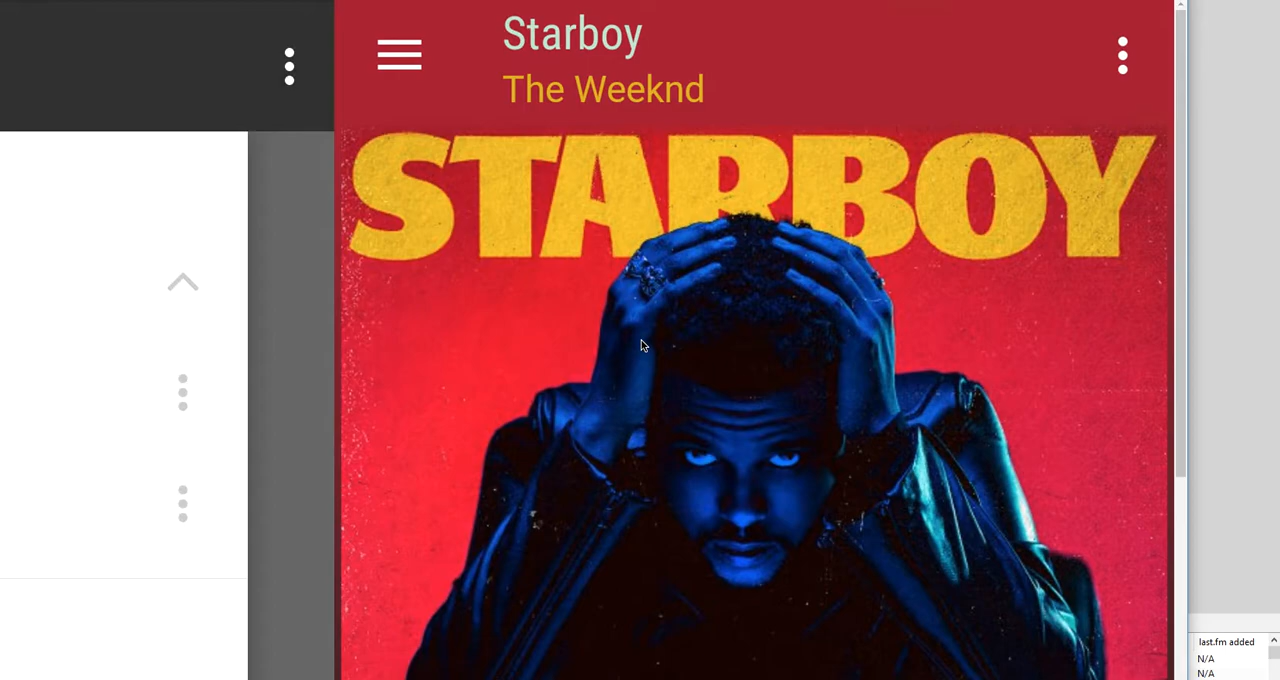 Starboy
The Weeknd
STARBOY
last.fm added
N/A
N/A